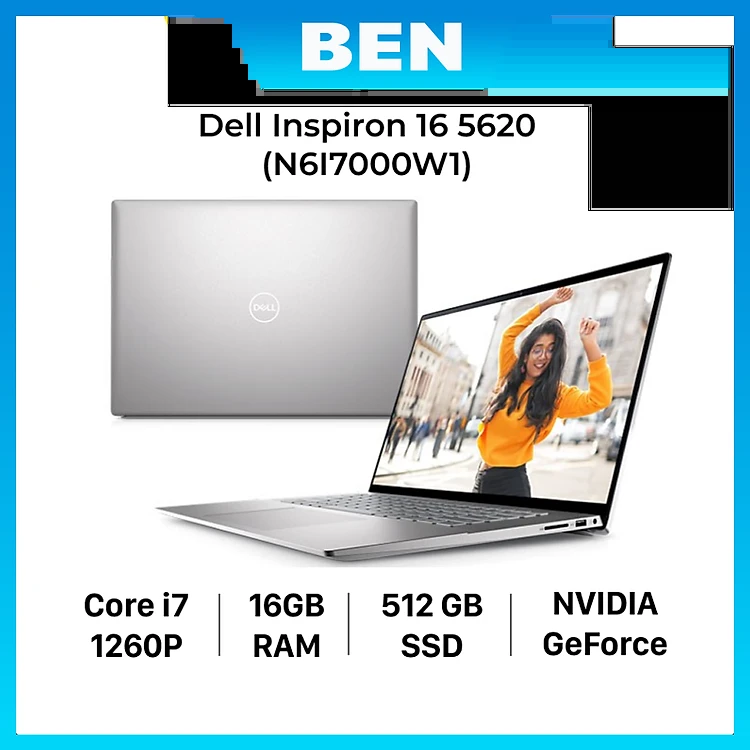 BEN
Dell Inspiron 16 5620
(N6I7000W1)
DELL
Core i7
1260P
16GB
RAM
512 GB
SSD
NVIDIA
GeForce